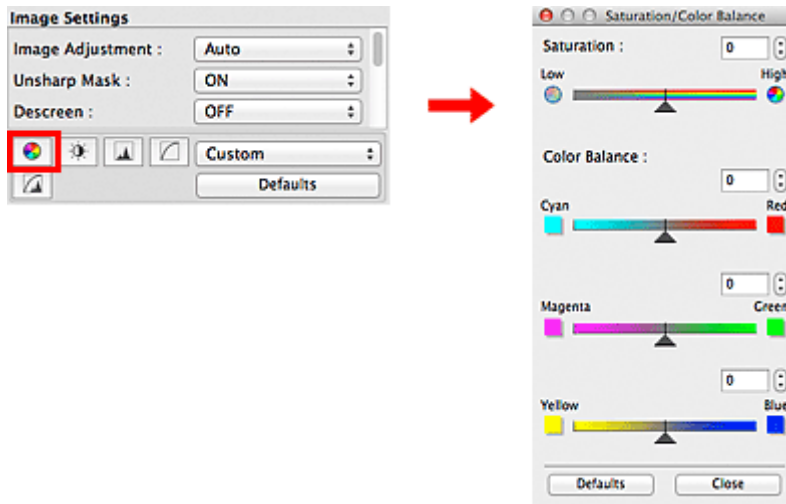 Image Settings
Image Adjustment : Auto
Unsharp Mask : ON
Descreen : OFF
Custom
Defaults
Saturation/Color Balance
Saturation : 0
Low High
Color Balance :
0
Cyan Red
0
Magenta Green
0
Yellow Blue
Defaults Close